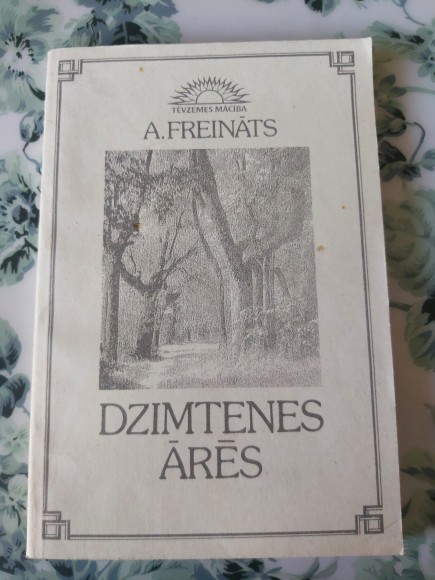 TĒVZEMES MĀCĪBA
A.FREINĀTS
DZIMTENES
ĀRĒS